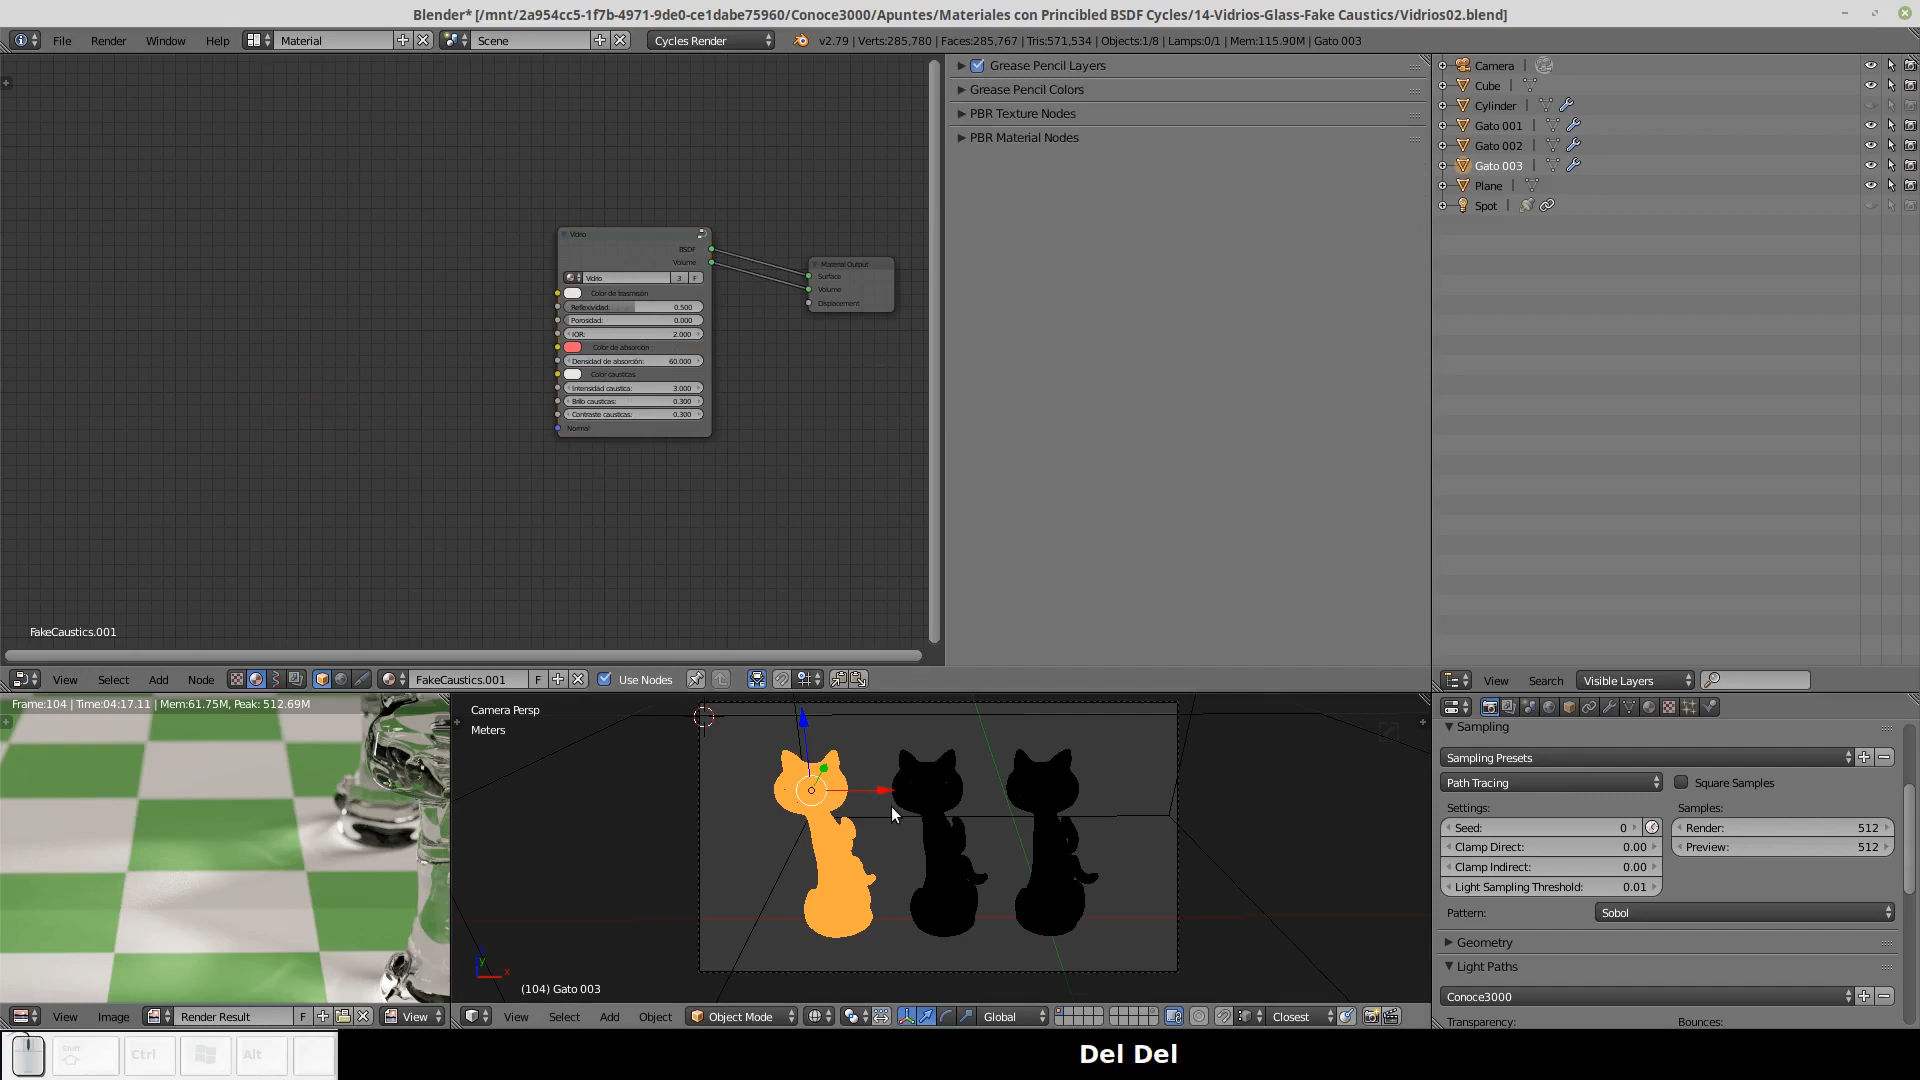 Blender* [/mnt/2a954cc5-1f7b-4971-9de0-ce1dabe75960/Conoce3000/Apuntes/Materiales con Princibled BSDF Cycles/14-Vidrios-Glass-Fake Caustics/Vidrios02.blend]
File Render Window Help Material Scene Cycles Render v2.79 | Verts:285,780 | Faces:285,767 | Tris:571,534 | Objects:1/8 | Lamps:0/1 | Mem:115.90M | Gato 003
Grease Pencil Layers
Grease Pencil Colors
PBR Texture Nodes
PBR Material Nodes
Camera
Cube
Cylinder
Gato 001
Gato 002
Gato 003
Plane
Spot
Vidrio
BSDF
Volume
Vidrio 3 F
Color de trasmisión
Reflexividad: 0.500
Porosidad: 0.000
IOR: 2.000
Color de absorción
Densidad de absorción: 60.000
Color causticas
Intensidad caustica: 3.000
Brillo causticas: 0.300
Contraste causticas: 0.300
Normal
Material Output
Surface
Volume
Displacement
FakeCaustics.001
View Select Add Node FakeCaustics.001 F Use Nodes
View Search Visible Layers
Frame:104 | Time:04:17.11 | Mem:61.75M, Peak: 512.69M
View Image Render Result F View
Camera Persp
Meters
y
x
(104) Gato 003
View Select Add Object Object Mode Global Closest
Sampling
Sampling Presets
Path Tracing Square Samples
Settings: Samples:
Seed: 0 Render: 512
Clamp Direct: 0.00 Preview: 512
Clamp Indirect: 0.00
Light Sampling Threshold: 0.01
Pattern: Sobol
Geometry
Light Paths
Conoce3000
Transparency: Bounces:
Shift Ctrl Alt
Del Del